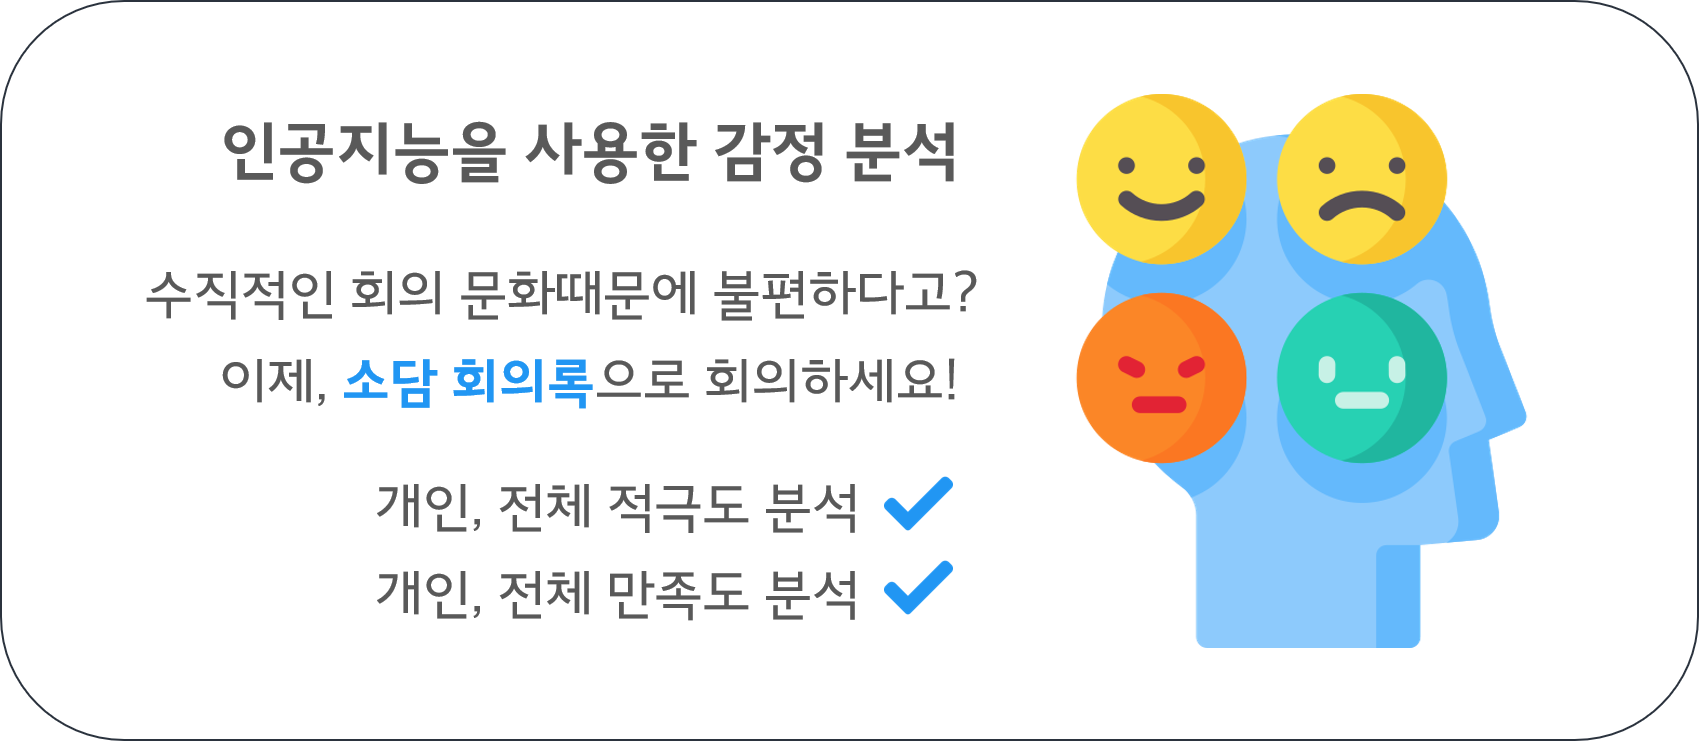 인공지능을 사용한 감정 분석
수직적인 회의 문화때문에 불편하다고?
이제, 소담 회의록으로 회의하세요!
개인, 전체 적극도 분석
개인, 전체 만족도 분석